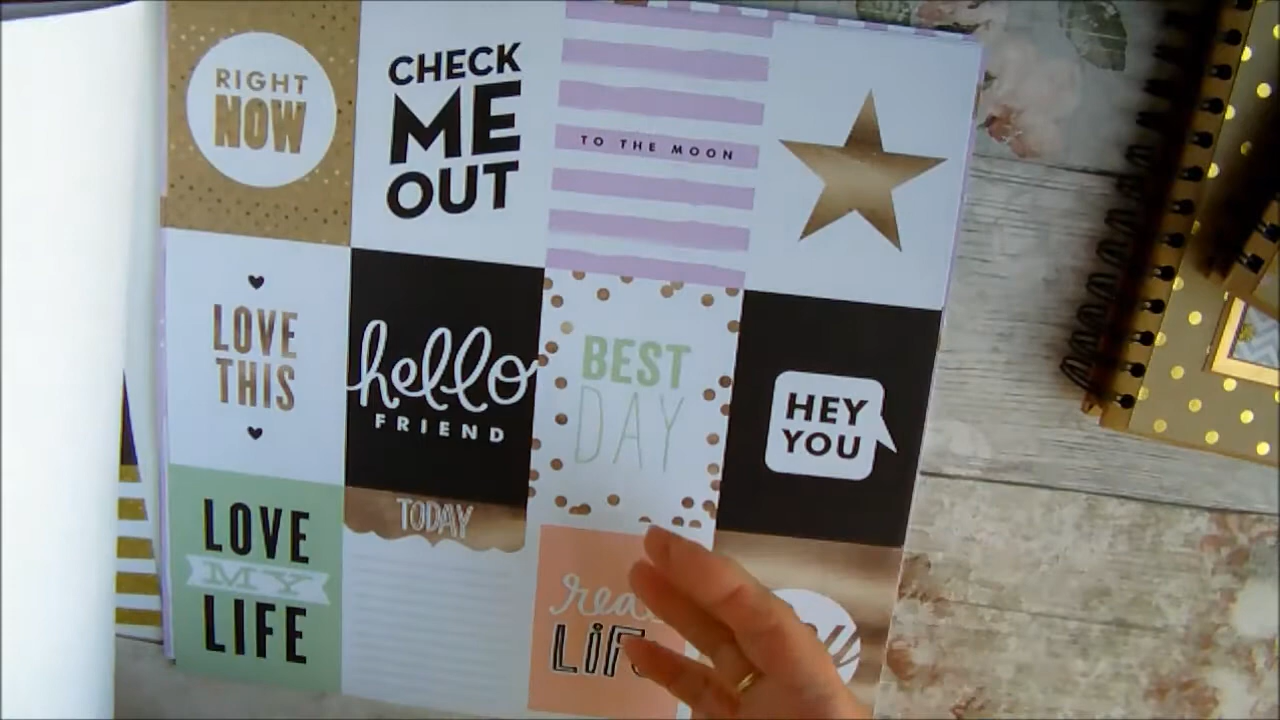 RIGHT
NOW
CHECK
ME
OUT
TO THE MOON
LOVE
THIS
hello
FRIEND
BEST
DAY
HEY
YOU
LOVE
MY
LIFE
TODAY
LIFE